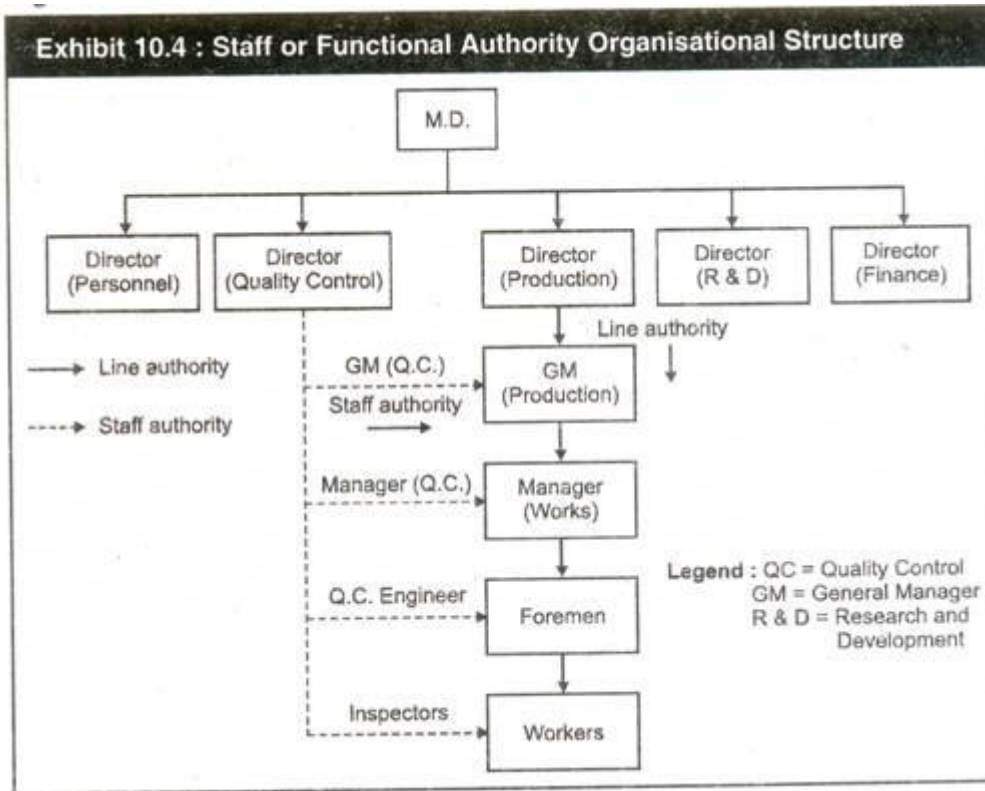 Exhibit 10.4 : Staff or Functional Authority Organisational Structure
M.D.
Director
(Personnel)
Director
(Quality Control)
Director
(Production)
Director
(R & D)
Director
(Finance)
Line authority
Line authority
Staff authority
GM (Q.C.)
Staff authority
GM
(Production)
Manager (Q.C.)
Manager
(Works)
Q.C. Engineer
Foremen
Inspectors
Workers
Legend : QC = Quality Control
GM = General Manager
R & D = Research and
Development